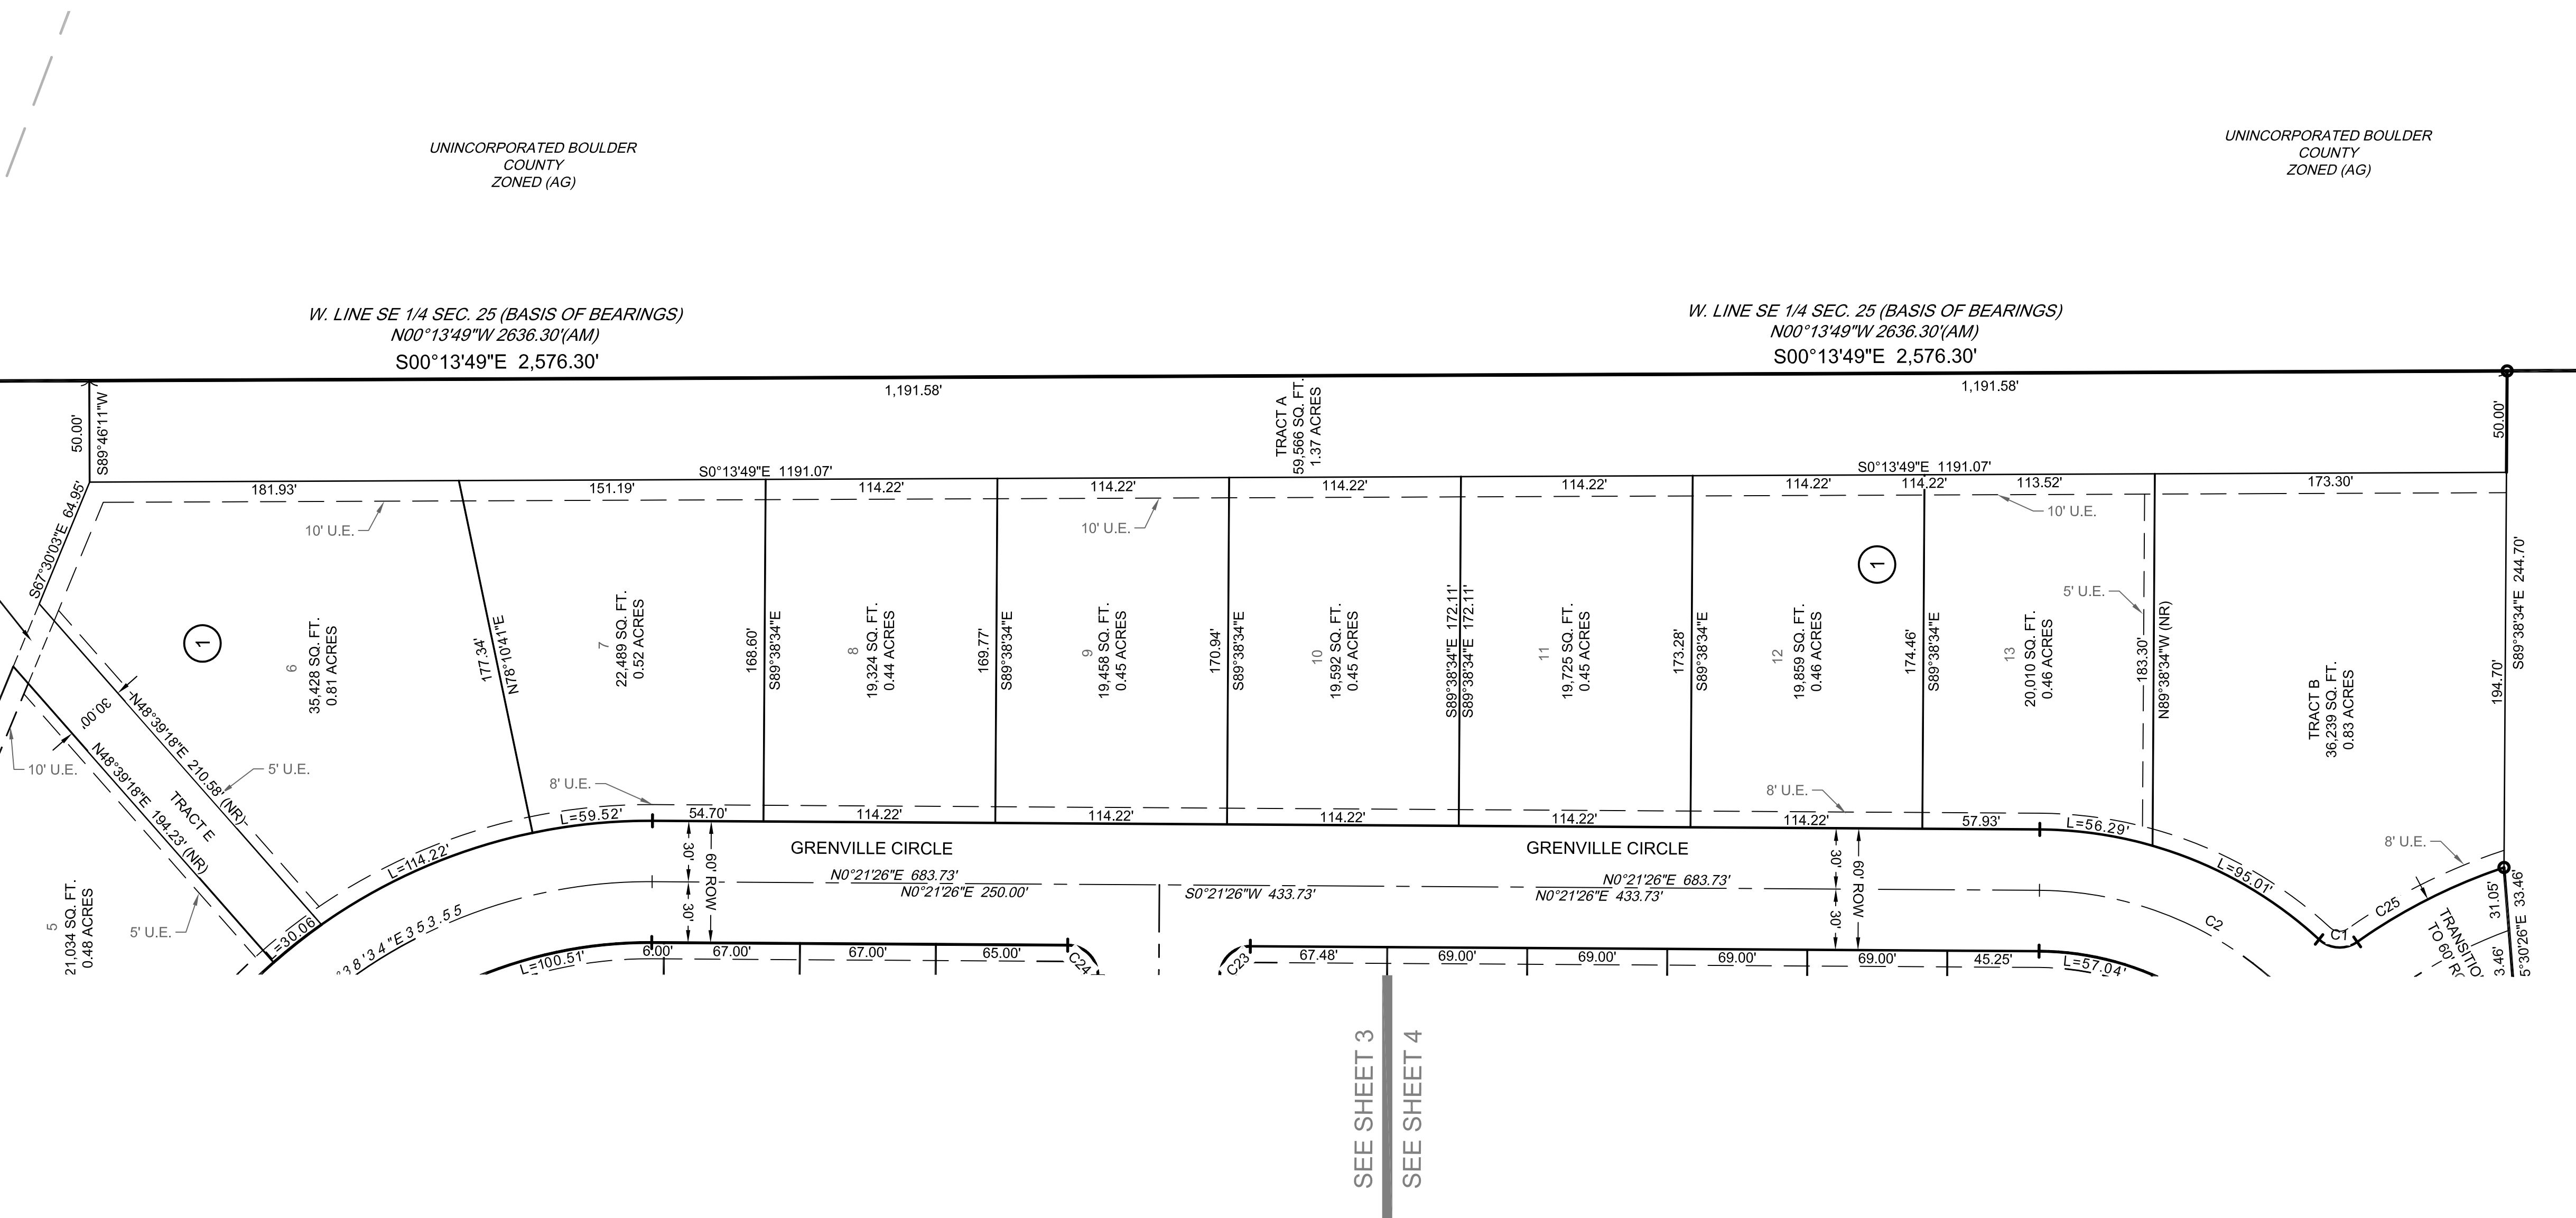 UNINCORPORATED BOULDER
COUNTY
ZONED (AG)
UNINCORPORATED BOULDER
COUNTY
ZONED (AG)
W. LINE SE 1/4 SEC. 25 (BASIS OF BEARINGS)
N00°13'49"W 2636.30'(AM)
S00°13'49"E 2,576.30'
W. LINE SE 1/4 SEC. 25 (BASIS OF BEARINGS)
N00°13'49"W 2636.30'(AM)
S00°13'49"E 2,576.30'
1,191.58'
1,191.58'
50.00'
S89°46'11"W
TRACT A
59,566 SQ. FT.
1.37 ACRES
50.00'
S0°13'49"E 1191.07'
S0°13'49"E 1191.07'
181.93'
151.19'
114.22'
114.22'
114.22'
114.22'
114.22'
114.22'
113.52'
173.30'
10' U.E.
10' U.E.
10' U.E.
S67°30'03"E 64.95'
1
1
6
35,428 SQ. FT.
0.81 ACRES
177.34'
N78°10'41"E
7
22,489 SQ. FT.
0.52 ACRES
168.60'
S89°38'34"E
8
19,324 SQ. FT.
0.44 ACRES
169.77'
S89°38'34"E
9
19,458 SQ. FT.
0.45 ACRES
170.94'
S89°38'34"E
10
19,592 SQ. FT.
0.45 ACRES
S89°38'34"E 172.11'
S89°38'34"E 172.11'
11
19,725 SQ. FT.
0.45 ACRES
173.28'
S89°38'34"E
12
19,859 SQ. FT.
0.46 ACRES
174.46'
S89°38'34"E
13
20,010 SQ. FT.
0.46 ACRES
5' U.E.
183.30'
N89°38'34"W (NR)
TRACT B
36,239 SQ. FT.
0.83 ACRES
194.70'
S89°38'34"E 244.70'
30.00'
N48°39'18"E 210.58' (NR)
N48°39'18"E 194.23' (NR)
TRACT E
10' U.E.
5' U.E.
5' U.E.
5
21,034 SQ. FT.
0.48 ACRES
8' U.E.
8' U.E.
8' U.E.
L=30.06
L=114.22'
L=59.52'
54.70'
114.22'
114.22'
114.22'
114.22'
114.22'
57.93'
L=56.29'
L=95.01'
C1
C25
GRENVILLE CIRCLE
GRENVILLE CIRCLE
30'
30'
60' ROW
30'
30'
60' ROW
N0°21'26"E 683.73'
N0°21'26"E 250.00'
S0°21'26"W 433.73'
N0°21'26"E 683.73'
N0°21'26"E 433.73'
°38'34"E353.55
C2
L=100.51'
6.00'
67.00'
67.00'
65.00'
C24
C23
67.48'
69.00'
69.00'
69.00'
69.00'
45.25'
L=57.04'
TRANSITIO
TO 60' RO
31.05'
3.46'
5°30'26"E 33.46'
SEE SHEET 3
SEE SHEET 4